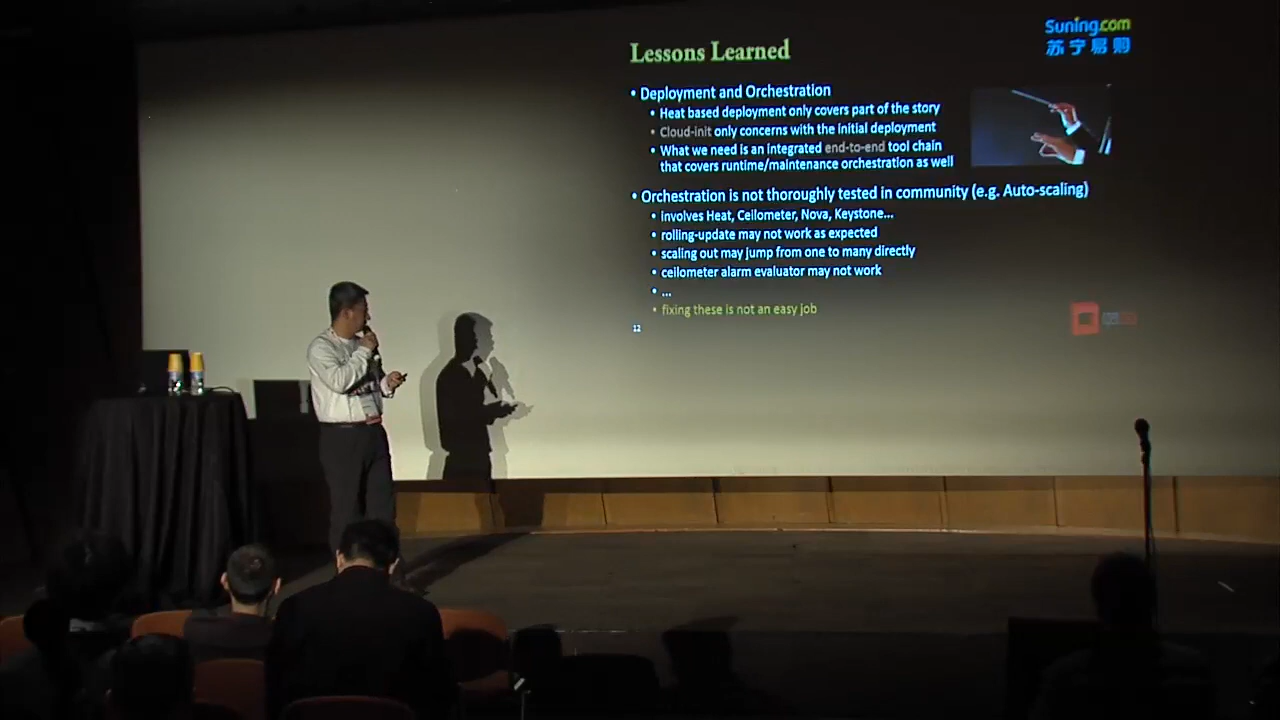 Suning.com
苏宁易购
Lessons Learned
• Deployment and Orchestration
• Heat based deployment only covers part of the story
• Cloud-init only concerns with the initial deployment
• What we need is an integrated end-to-end tool chain
that covers runtime/maintenance orchestration as well
• Orchestration is not thoroughly tested in community (e.g. Auto-scaling)
• involves Heat, Ceilometer, Nova, Keystone...
• rolling-update may not work as expected
• scaling out may jump from one to many directly
• ceilometer alarm evaluator may not work
• ...
• fixing these is not an easy job
12